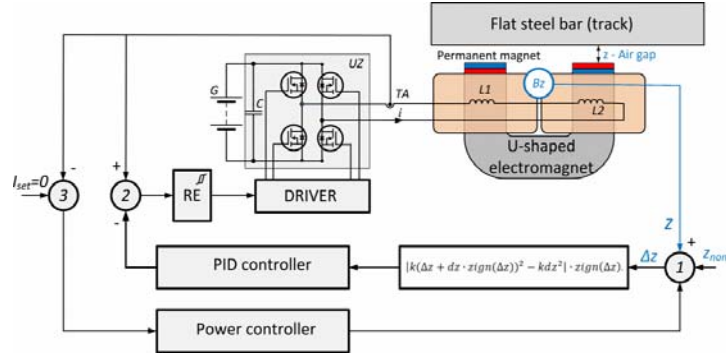 Flat steel bar (track)
Permanent magnet
z - Air gap
UZ
G
C
TA
i
Bz
L1
L2
U-shaped
electromagnet
I_set=0
-
3
+
2
-
RE
DRIVER
Z
+
1
z_nom
Δz
|k(Δz + dz · zign(Δz))² − kdz²| · zign(Δz).
PID controller
Power controller